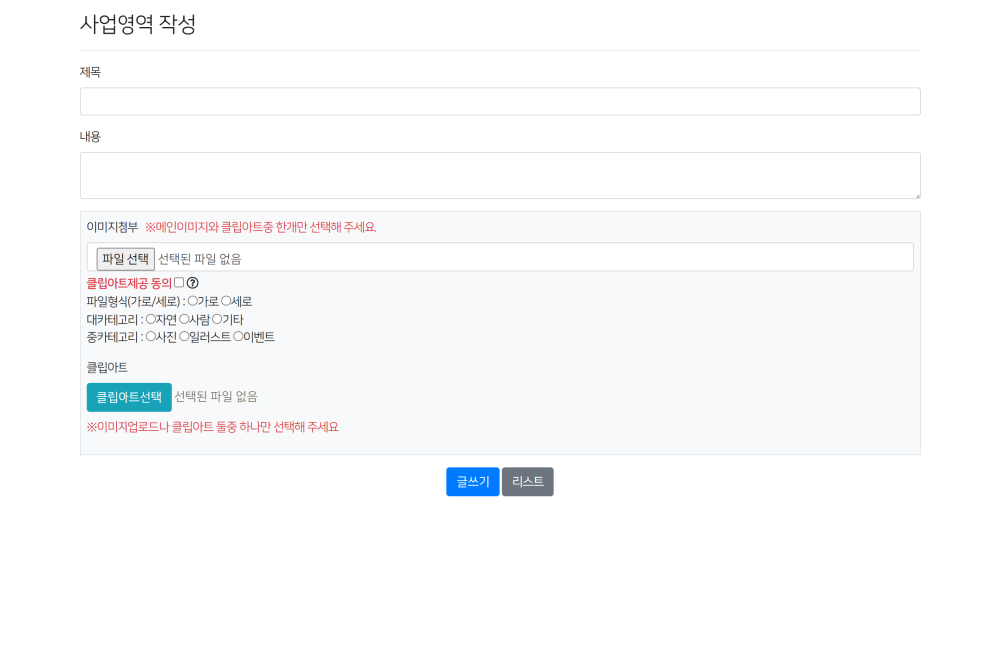 사업영역 작성
제목
내용
이미지첨부 ※메인이미지와 클립아트중 한개만 선택해 주세요.
파일 선택 선택된 파일 없음
클립아트제공 동의
파일형식(가로/세로) : 가로 세로
대카테고리 : 자연 사람 기타
중카테고리 : 사진 일러스트 이벤트
클립아트
클립아트선택 선택된 파일 없음
※이미지업로드나 클립아트 둘중 하나만 선택해 주세요
글쓰기 리스트